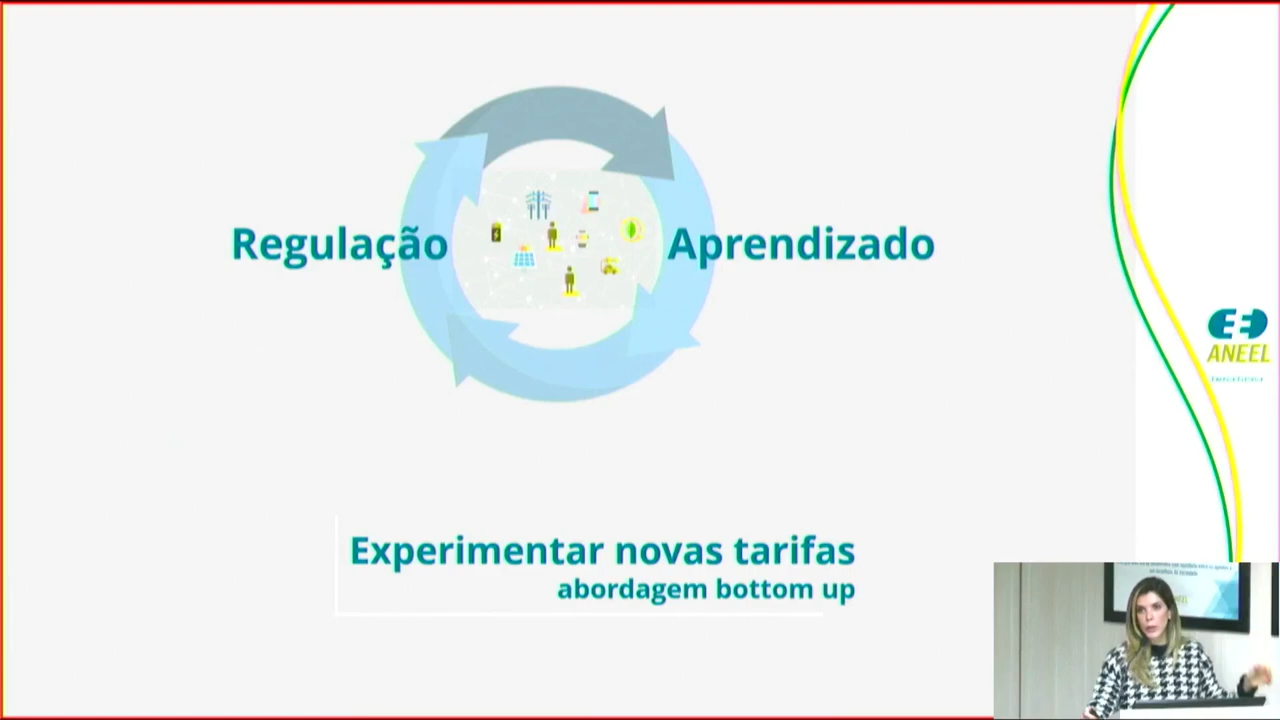 Regulação
Aprendizado
Experimentar novas tarifas
abordagem bottom up
ANEEL